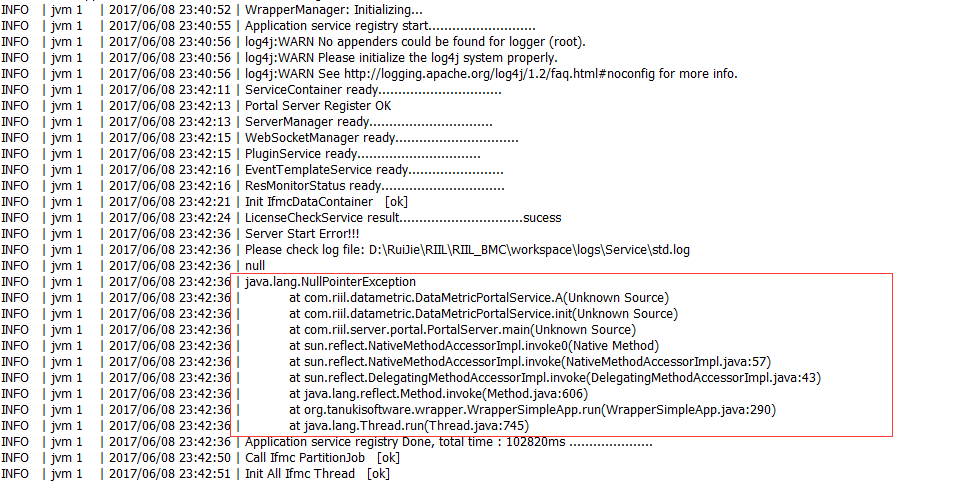 INFO | jvm 1 | 2017/06/08 23:40:52 | WrapperManager: Initializing...
INFO | jvm 1 | 2017/06/08 23:40:55 | Application service registry start...........................
INFO | jvm 1 | 2017/06/08 23:40:56 | log4j:WARN No appenders could be found for logger (root).
INFO | jvm 1 | 2017/06/08 23:40:56 | log4j:WARN Please initialize the log4j system properly.
INFO | jvm 1 | 2017/06/08 23:40:56 | log4j:WARN See http://logging.apache.org/log4j/1.2/faq.html#noconfig for more info.
INFO | jvm 1 | 2017/06/08 23:42:11 | ServiceContainer ready...............................
INFO | jvm 1 | 2017/06/08 23:42:13 | Portal Server Register OK
INFO | jvm 1 | 2017/06/08 23:42:13 | ServerManager ready...............................
INFO | jvm 1 | 2017/06/08 23:42:15 | WebSocketManager ready...............................
INFO | jvm 1 | 2017/06/08 23:42:15 | PluginService ready...............................
INFO | jvm 1 | 2017/06/08 23:42:16 | EventTemplateService ready........................
INFO | jvm 1 | 2017/06/08 23:42:16 | ResMonitorStatus ready...............................
INFO | jvm 1 | 2017/06/08 23:42:21 | Init IfmcDataContainer [ok]
INFO | jvm 1 | 2017/06/08 23:42:24 | LicenseCheckService result...............................sucess
INFO | jvm 1 | 2017/06/08 23:42:36 | Server Start Error!!!
INFO | jvm 1 | 2017/06/08 23:42:36 | Please check log file: D:\RuiJie\RIIL\RIIL_BMC\workspace\logs\Service\std.log
INFO | jvm 1 | 2017/06/08 23:42:36 | null
INFO | jvm 1 | 2017/06/08 23:42:36 | java.lang.NullPointerException
INFO | jvm 1 | 2017/06/08 23:42:36 | at com.riil.datametric.DataMetricPortalService.A(Unknown Source)
INFO | jvm 1 | 2017/06/08 23:42:36 | at com.riil.datametric.DataMetricPortalService.init(Unknown Source)
INFO | jvm 1 | 2017/06/08 23:42:36 | at com.riil.server.portal.PortalServer.main(Unknown Source)
INFO | jvm 1 | 2017/06/08 23:42:36 | at sun.reflect.NativeMethodAccessorImpl.invoke0(Native Method)
INFO | jvm 1 | 2017/06/08 23:42:36 | at sun.reflect.NativeMethodAccessorImpl.invoke(NativeMethodAccessorImpl.java:57)
INFO | jvm 1 | 2017/06/08 23:42:36 | at sun.reflect.DelegatingMethodAccessorImpl.invoke(DelegatingMethodAccessorImpl.java:43)
INFO | jvm 1 | 2017/06/08 23:42:36 | at java.lang.reflect.Method.invoke(Method.java:606)
INFO | jvm 1 | 2017/06/08 23:42:36 | at org.tanukisoftware.wrapper.WrapperSimpleApp.run(WrapperSimpleApp.java:290)
INFO | jvm 1 | 2017/06/08 23:42:36 | at java.lang.Thread.run(Thread.java:745)
INFO | jvm 1 | 2017/06/08 23:42:36 | Application service registry Done, total time : 102820ms .....................
INFO | jvm 1 | 2017/06/08 23:42:50 | Call Ifmc PartitionJob [ok]
INFO | jvm 1 | 2017/06/08 23:42:51 | Init All Ifmc Thread [ok]